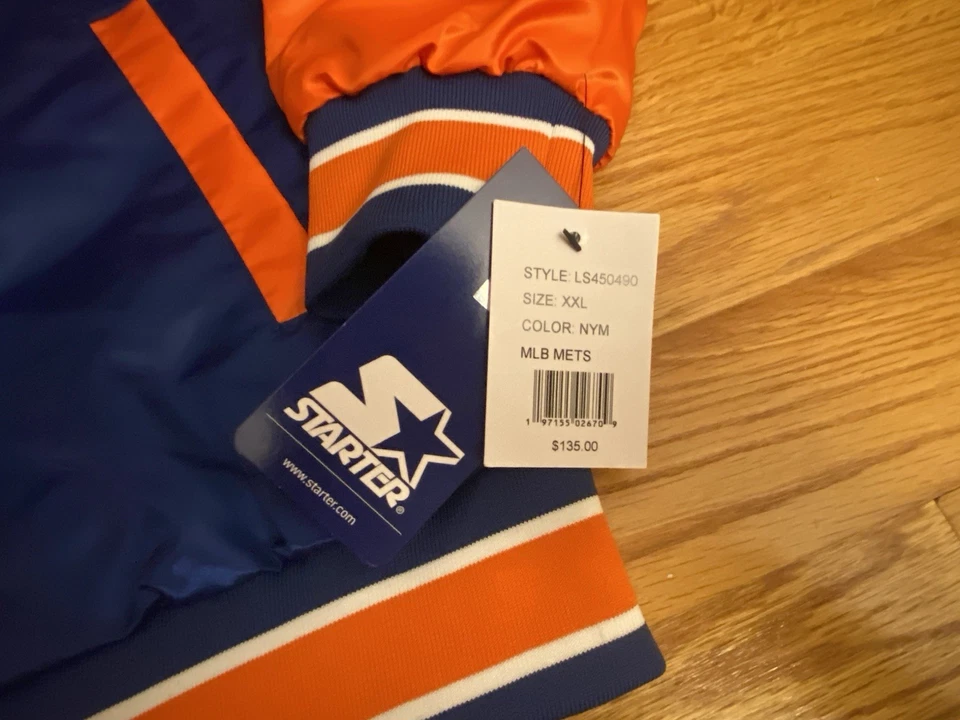 STYLE: LS450490
SIZE: XXL
COLOR: NYM
MLB METS
1 97155 02670 9
$135.00
STARTER®
www.starter.com